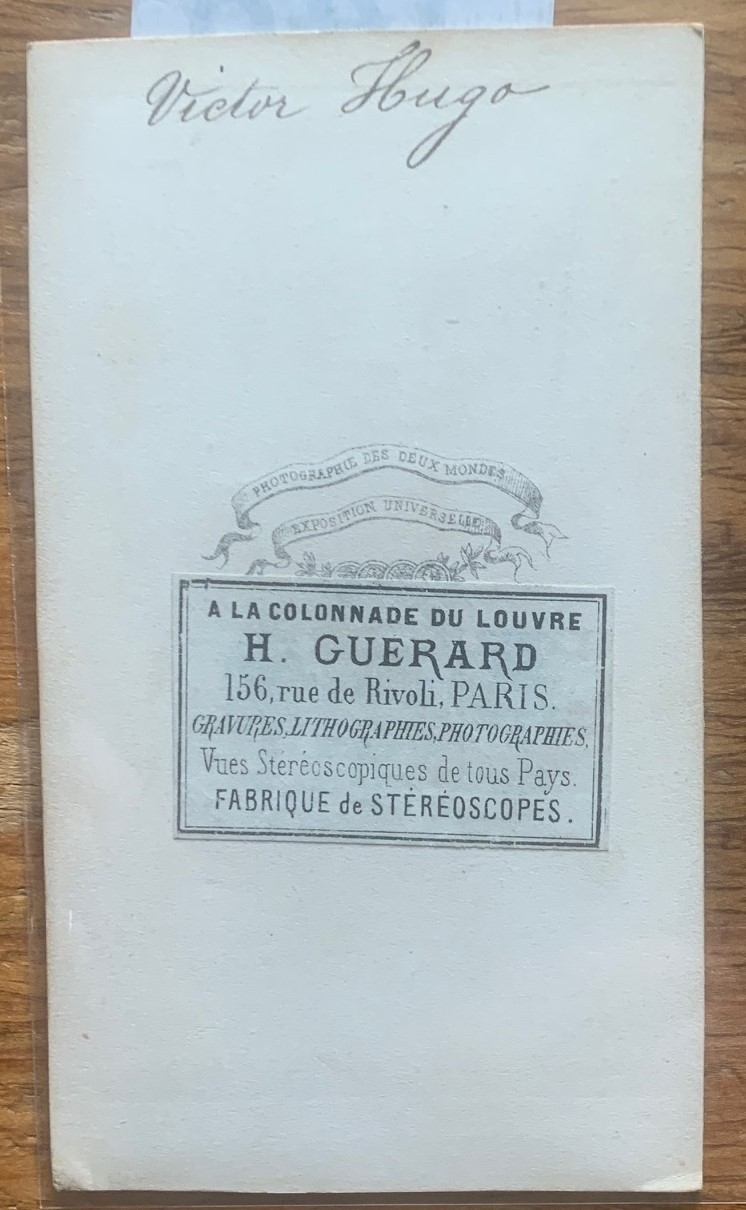 Victor Hugo
PHOTOGRAPHIE DES DEUX MONDES
EXPOSITION UNIVERSELLE
A LA COLONNADE DU LOUVRE
H. GUERARD
156, rue de Rivoli, PARIS.
GRAVURES, LITHOGRAPHIES, PHOTOGRAPHIES,
Vues Stéréoscopiques de tous Pays.
FABRIQUE de STÉRÉOSCOPES.